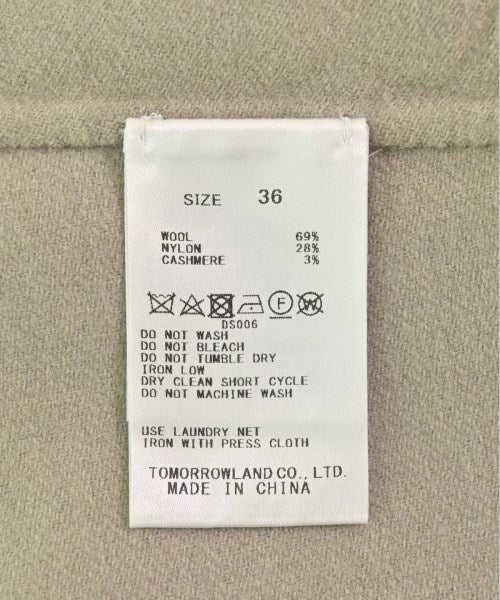 SIZE 36
WOOL 69%
NYLON 28%
CASHMERE 3%
F W
DS006
DO NOT WASH
DO NOT BLEACH
DO NOT TUMBLE DRY
IRON LOW
DRY CLEAN SHORT CYCLE
DO NOT MACHINE WASH
USE LAUNDRY NET
IRON WITH PRESS CLOTH
TOMORROWLAND CO., LTD.
MADE IN CHINA